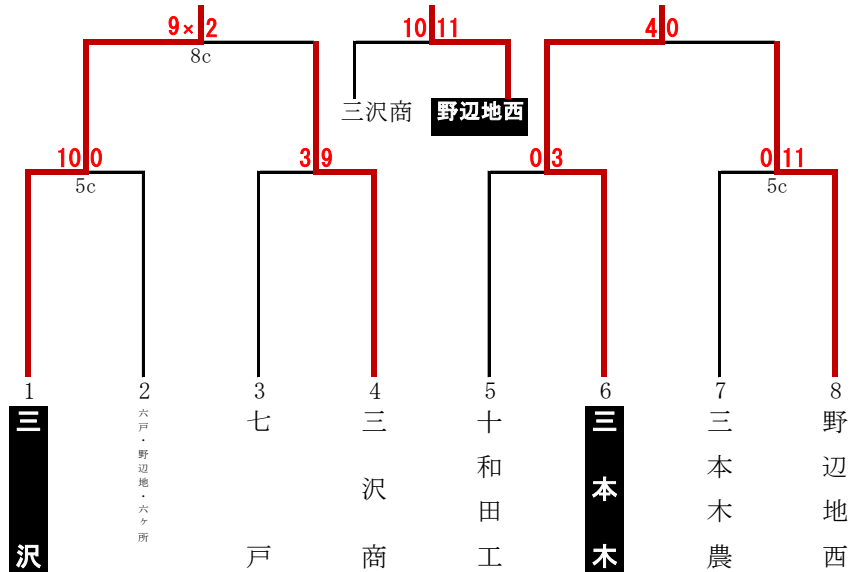 9×2
8c
10 11
4 0
三沢商
野辺地西
10 0
5c
3 9
0 3
0 11
5c
1
2
3
4
5
6
7
8
三沢
六戸・野辺地・六ヶ所
七戸
三沢商
十和田工
三本木
三本木農
野辺地西